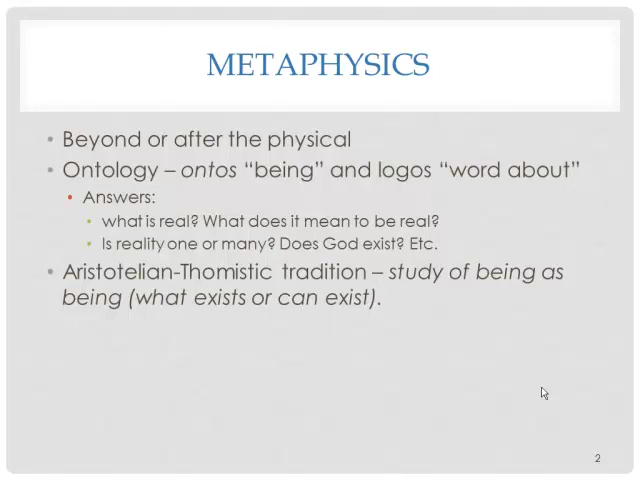 METAPHYSICS
• Beyond or after the physical
• Ontology – ontos “being” and logos “word about”
• Answers:
• what is real? What does it mean to be real?
• Is reality one or many? Does God exist? Etc.
• Aristotelian-Thomistic tradition – study of being as
being (what exists or can exist).
2